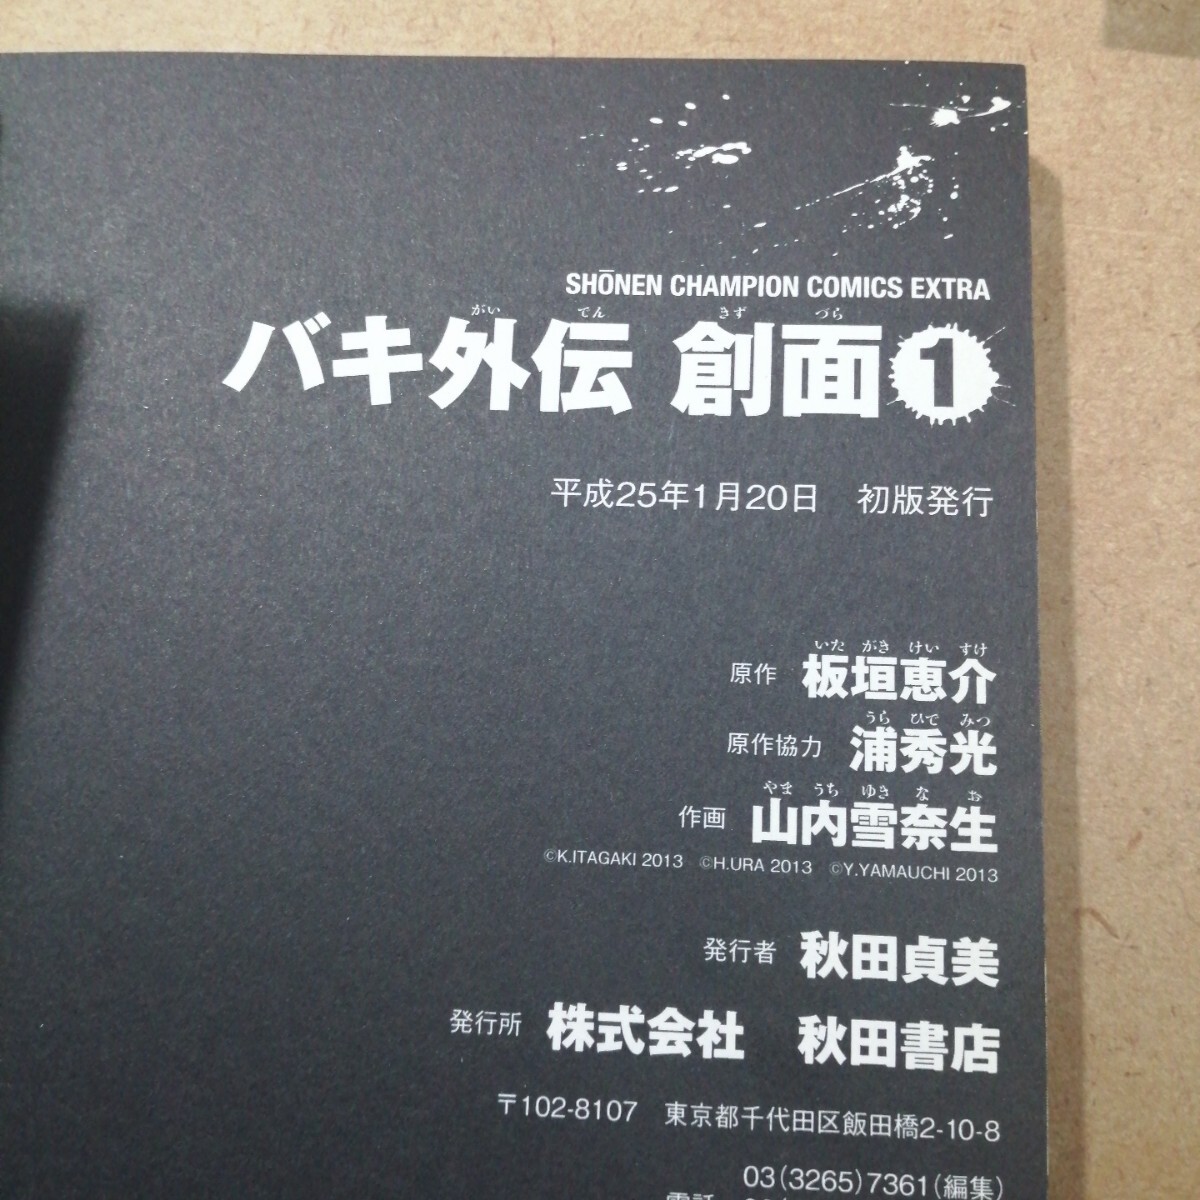 SHŌNEN CHAMPION COMICS EXTRA
がい でん きず づら
バキ外伝 創面 1
平成25年1月20日 初版発行
いた がき けい すけ
原作 板垣恵介
うら ひで みつ
原作協力 浦秀光
やま うち ゆき な お
作画 山内雪奈生
©K.ITAGAKI 2013 ©H.URA 2013 ©Y.YAMAUCHI 2013
発行者 秋田貞美
発行所 株式会社 秋田書店
〒102-8107 東京都千代田区飯田橋2-10-8
03(3265)7361(編集)
電話